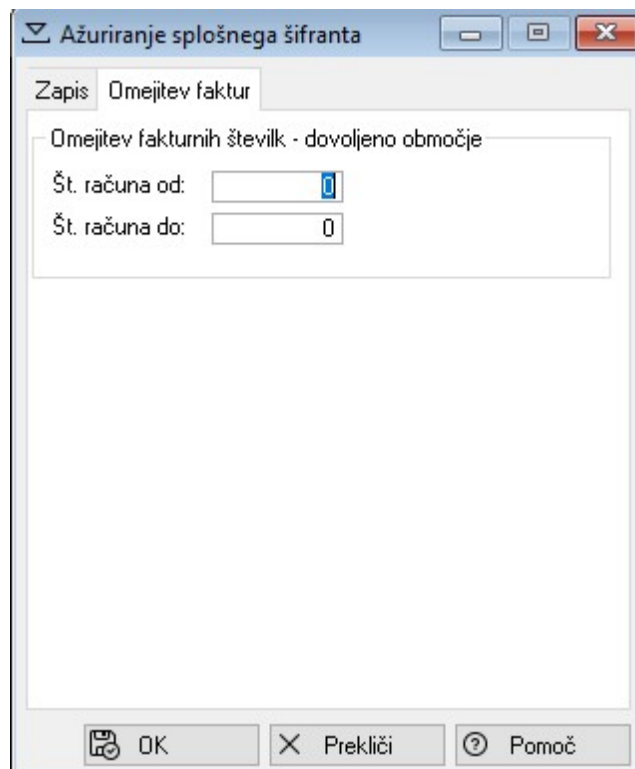 Ažuriranje splošnega šifranta
Zapis Omejitev faktur
Omejitev fakturnih številk - dovoljeno območje
Št. računa od: 0
Št. računa do: 0
OK Prekliči Pomoč